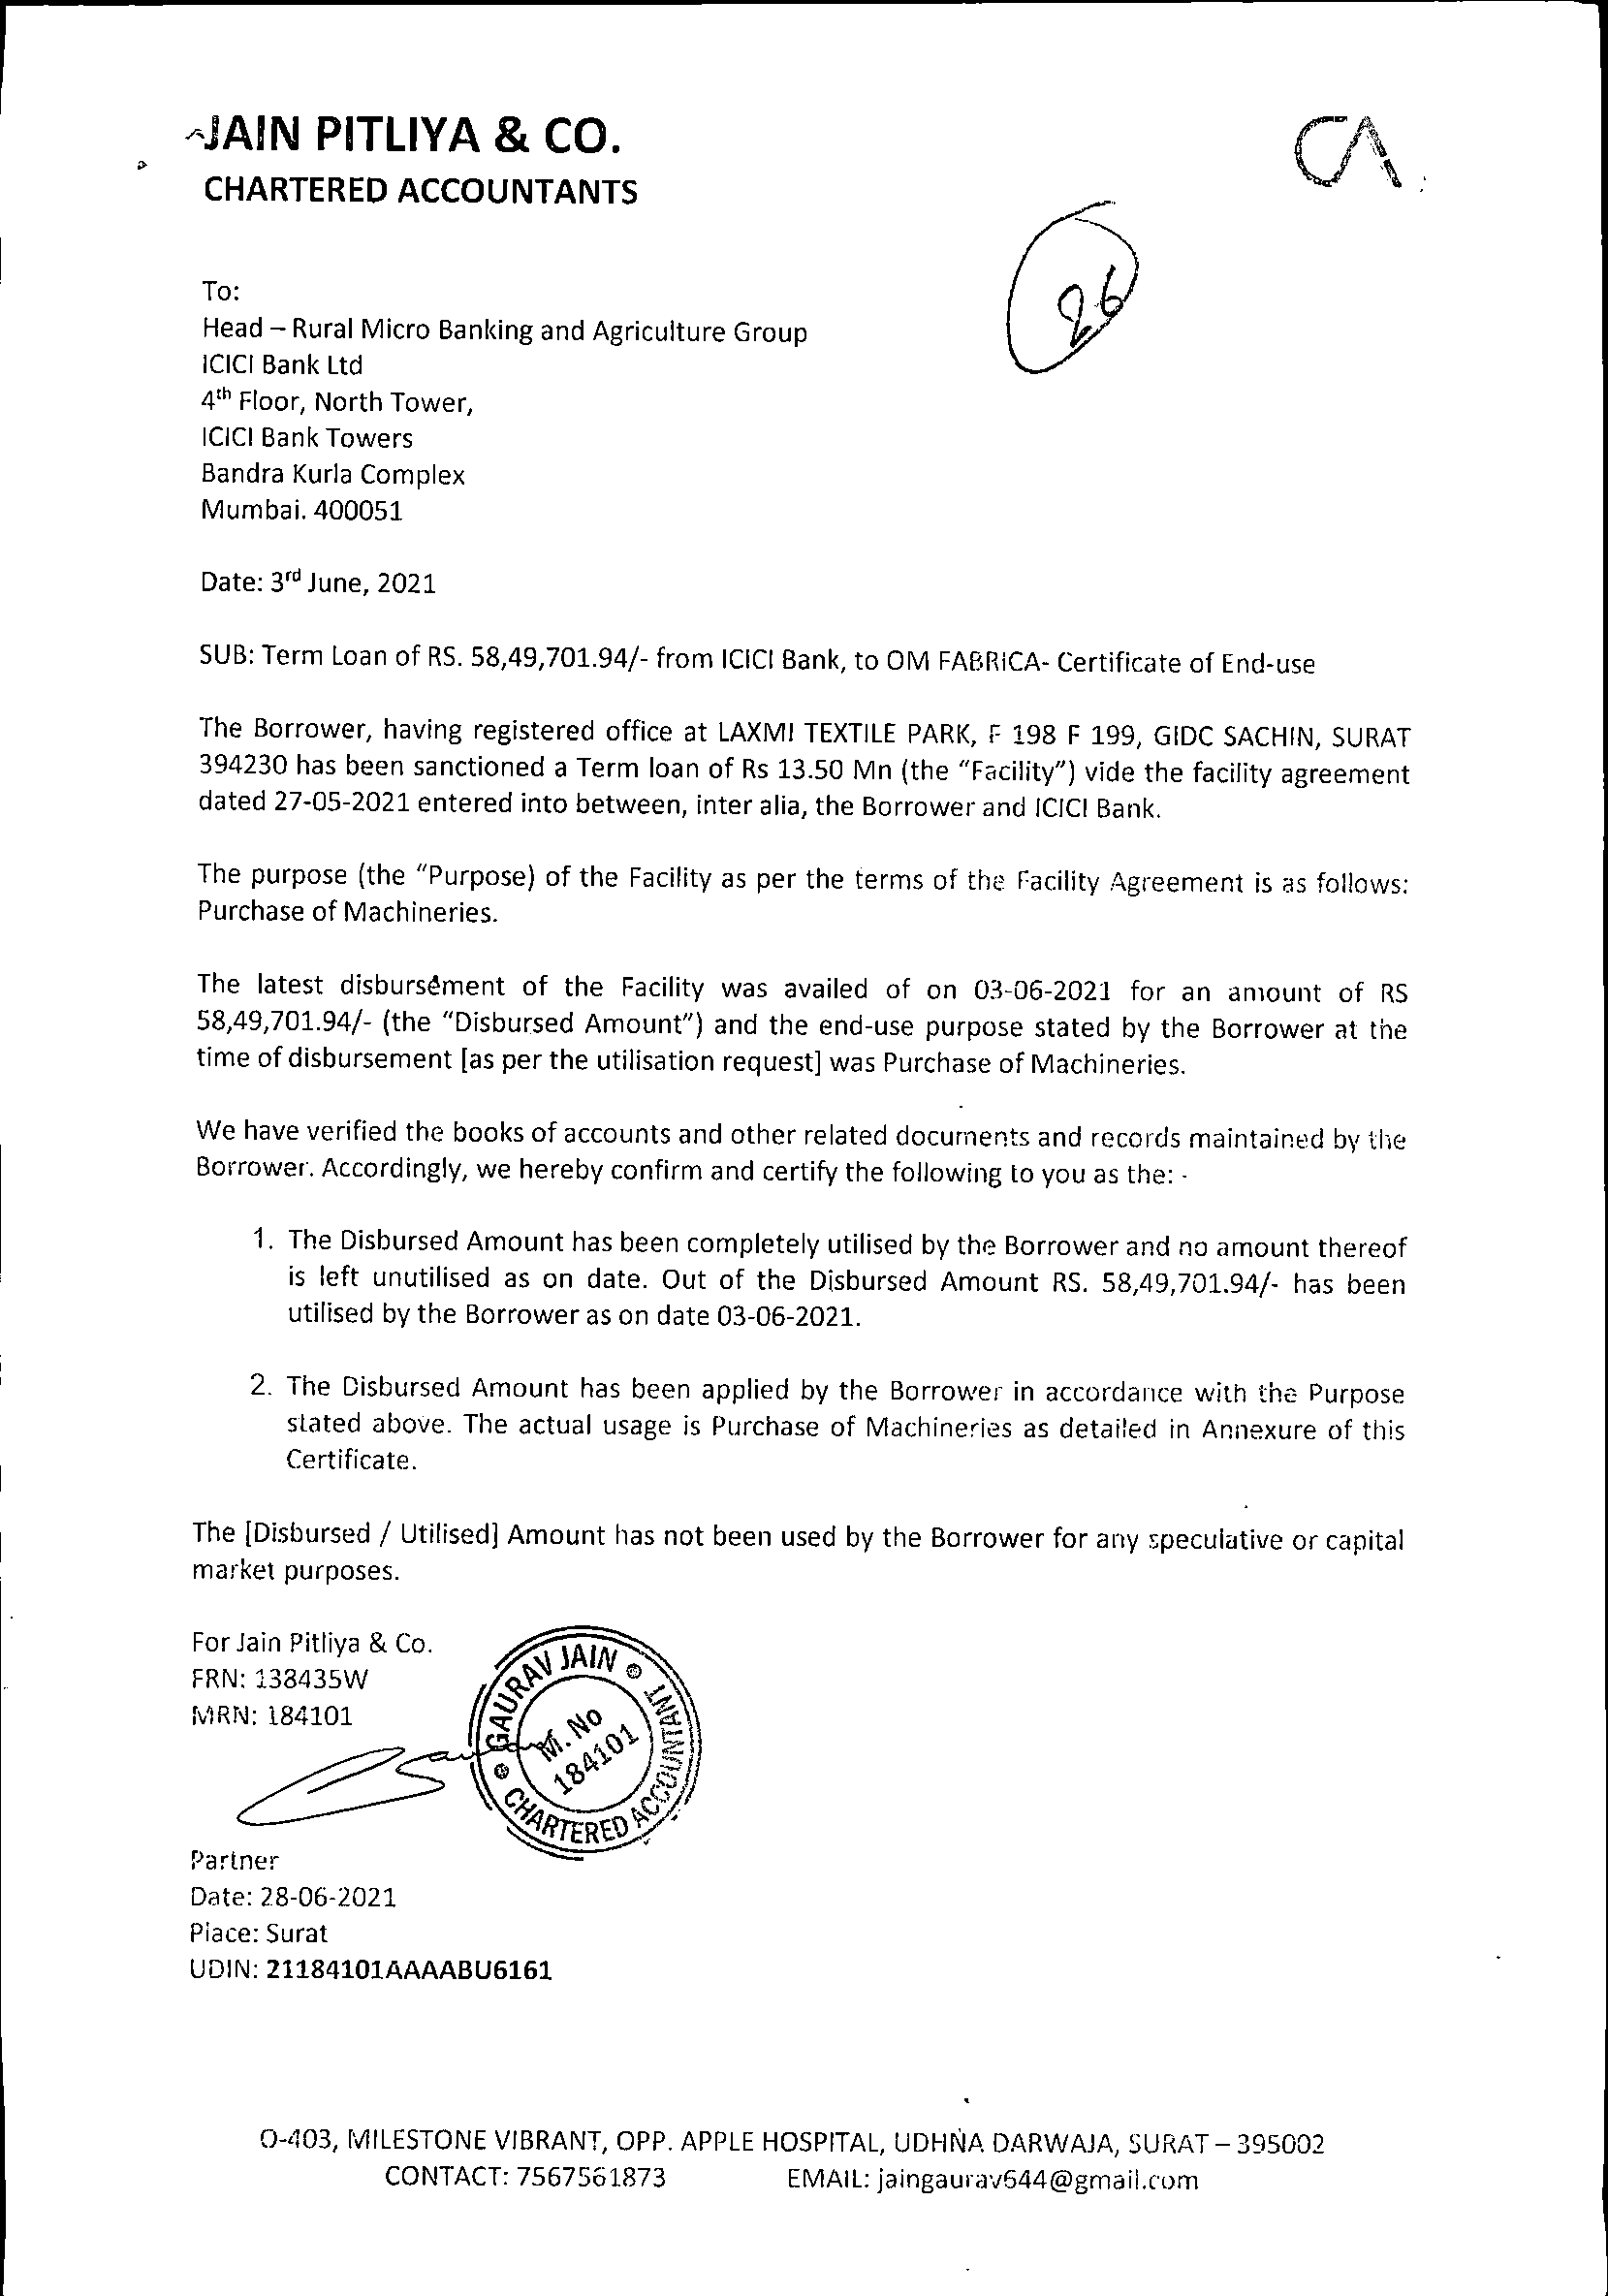 JAIN PITLIYA & CO.
CHARTERED ACCOUNTANTS
CA
26
To:
Head – Rural Micro Banking and Agriculture Group
ICICI Bank Ltd
4th Floor, North Tower,
ICICI Bank Towers
Bandra Kurla Complex
Mumbai. 400051
Date: 3rd June, 2021
SUB: Term Loan of RS. 58,49,701.94/- from ICICI Bank, to OM FABRICA- Certificate of End-use
The Borrower, having registered office at LAXMI TEXTILE PARK, F 198 F 199, GIDC SACHIN, SURAT
394230 has been sanctioned a Term loan of Rs 13.50 Mn (the “Facility”) vide the facility agreement
dated 27-05-2021 entered into between, inter alia, the Borrower and ICICI Bank.
The purpose (the “Purpose) of the Facility as per the terms of the Facility Agreement is as follows:
Purchase of Machineries.
The latest disbursement of the Facility was availed of on 03-06-2021 for an amount of RS
58,49,701.94/- (the “Disbursed Amount”) and the end-use purpose stated by the Borrower at the
time of disbursement [as per the utilisation request] was Purchase of Machineries.
We have verified the books of accounts and other related documents and records maintained by the
Borrower. Accordingly, we hereby confirm and certify the following to you as the: -
1. The Disbursed Amount has been completely utilised by the Borrower and no amount thereof
is left unutilised as on date. Out of the Disbursed Amount RS. 58,49,701.94/- has been
utilised by the Borrower as on date 03-06-2021.
2. The Disbursed Amount has been applied by the Borrower in accordance with the Purpose
stated above. The actual usage is Purchase of Machineries as detailed in Annexure of this
Certificate.
The [Disbursed / Utilised] Amount has not been used by the Borrower for any speculative or capital
market purposes.
For Jain Pitliya & Co.
FRN: 138435W
MRN: 184101
GAURAV JAIN
CHARTERED ACCOUNTANT
M. No
184101
Partner
Date: 28-06-2021
Place: Surat
UDIN: 21184101AAAABU6161
O-403, MILESTONE VIBRANT, OPP. APPLE HOSPITAL, UDHNA DARWAJA, SURAT – 395002
CONTACT: 7567561873 EMAIL: jaingaurav644@gmail.com